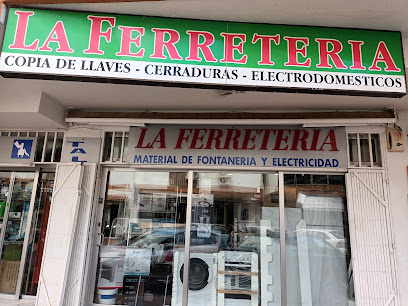 LA FERRETERIA
COPIA DE LLAVES - CERRADURAS - ELECTRODOMESTICOS
LA FERRETERIA
MATERIAL DE FONTANERIA Y ELECTRICIDAD